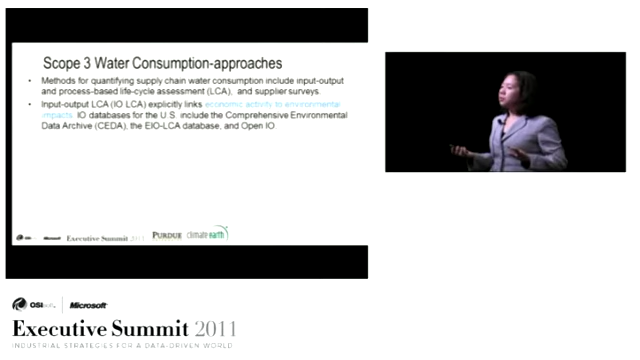 Scope 3 Water Consumption-approaches
• Methods for quantifying supply chain water consumption include input-output
and process-based life-cycle assessment (LCA), and supplier surveys.
• Input-output LCA (IO LCA) explicitly links economic activity to environmental
impacts. IO databases for the U.S. include the Comprehensive Environmental
Data Archive (CEDA), the EIO-LCA database, and Open IO.
Executive Summit 2011 PURDUE climate earth
OSIsoft. Microsoft
Executive Summit 2011
INDUSTRIAL STRATEGIES FOR A DATA-DRIVEN WORLD